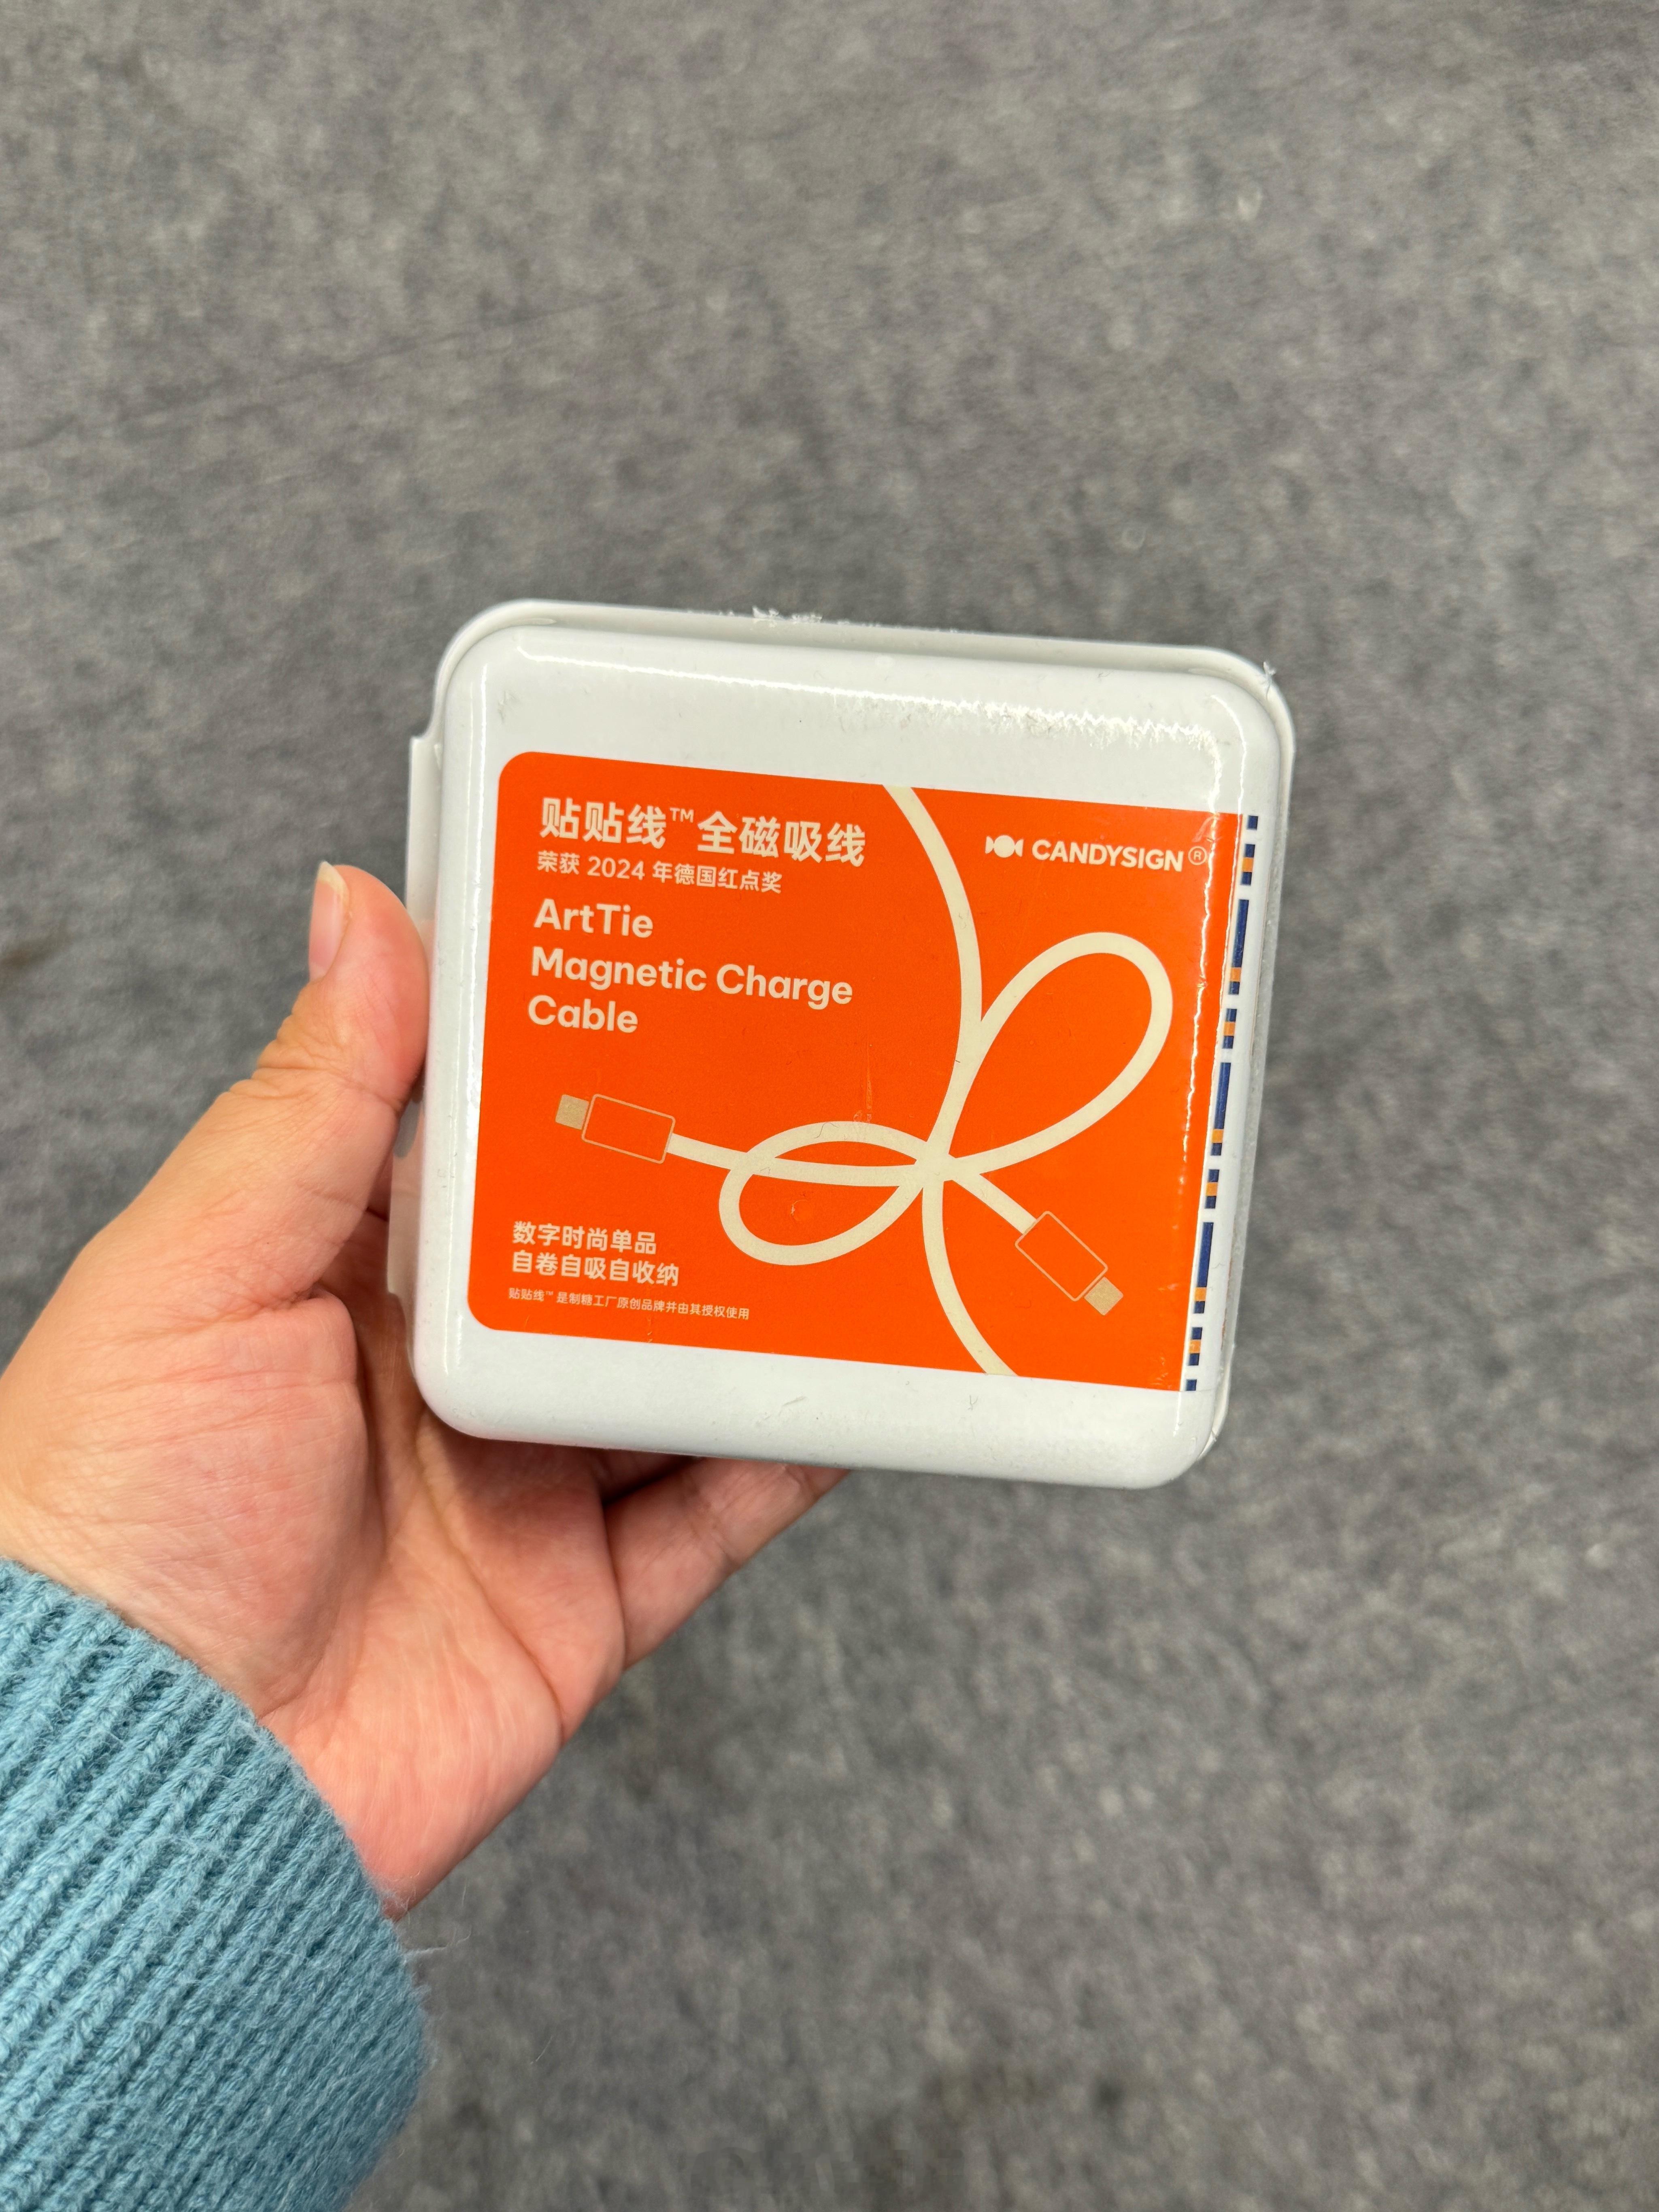 贴贴线™全磁吸线
荣获 2024 年德国红点奖
CANDYSIGN®
ArtTie
Magnetic Charge
Cable
数字时尚单品
自卷自吸自收纳
贴贴线™ 是制糖工厂原创品牌并由其授权使用